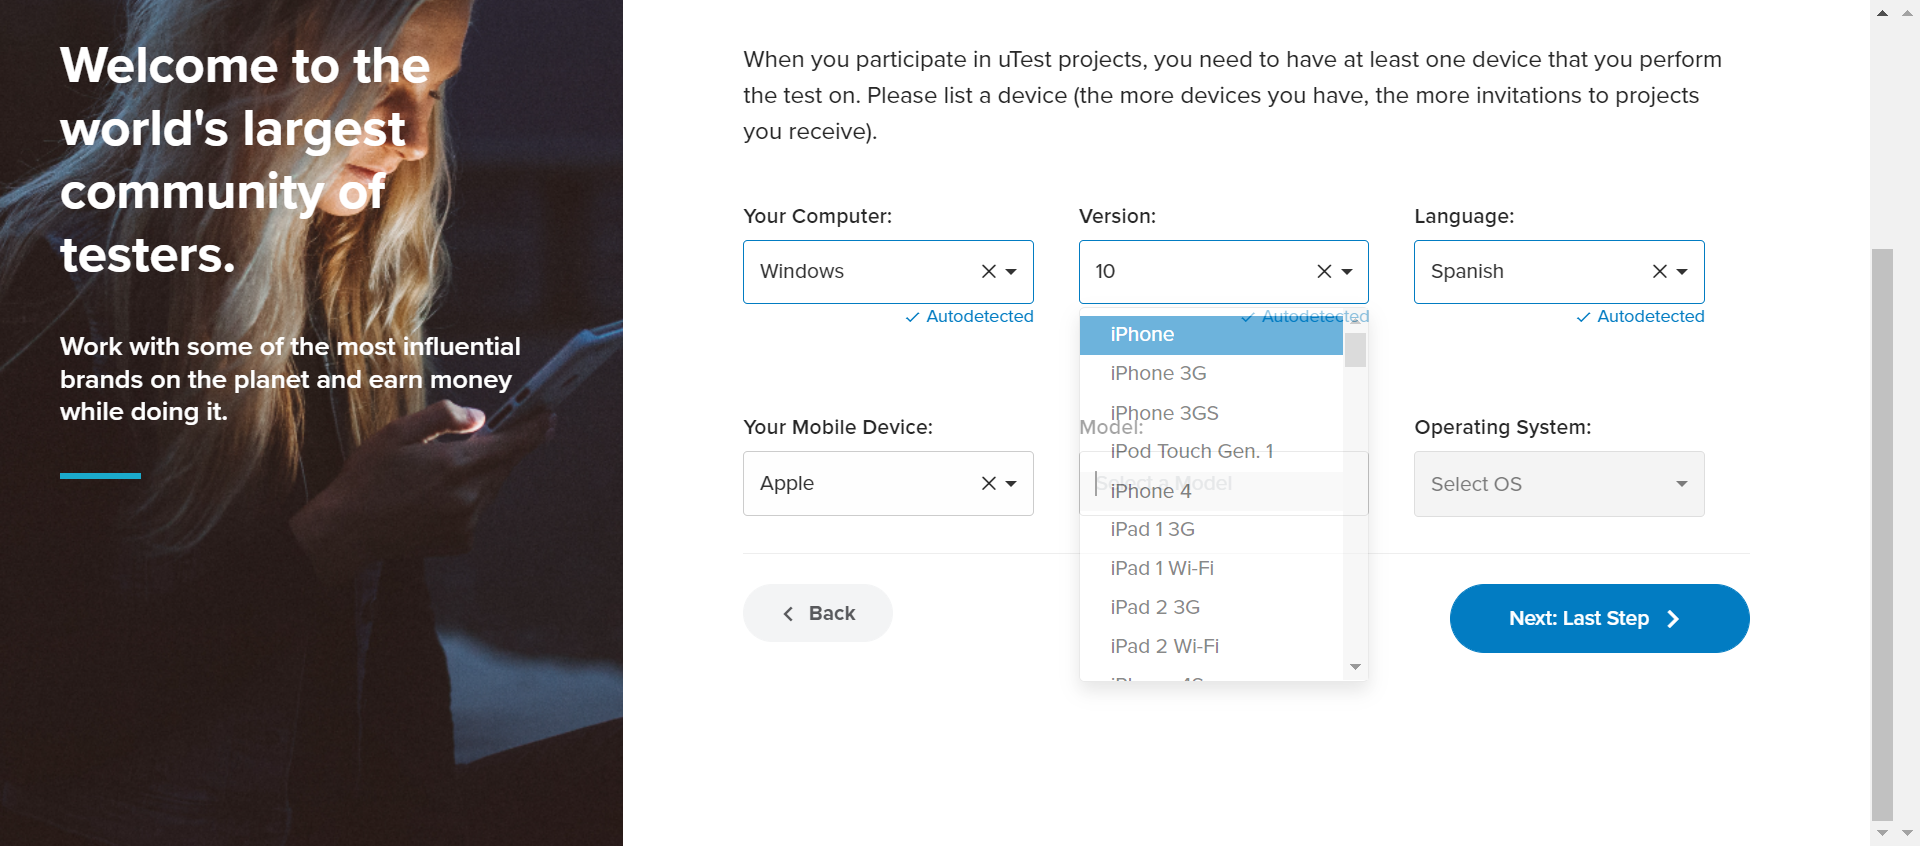 Welcome to the
world's largest
community of
testers.
Work with some of the most influential
brands on the planet and earn money
while doing it.
When you participate in uTest projects, you need to have at least one device that you perform
the test on. Please list a device (the more devices you have, the more invitations to projects
you receive).
Your Computer:
Version:
Language:
Windows
10
Spanish
Autodetected
Autodetected
Autodetected
Your Mobile Device:
Model:
Operating System:
Apple
Select a Model
Select OS
iPhone
iPhone 3G
iPhone 3GS
iPod Touch Gen. 1
iPhone 4
iPad 1 3G
iPad 1 Wi-Fi
iPad 2 3G
iPad 2 Wi-Fi
Back
Next: Last Step